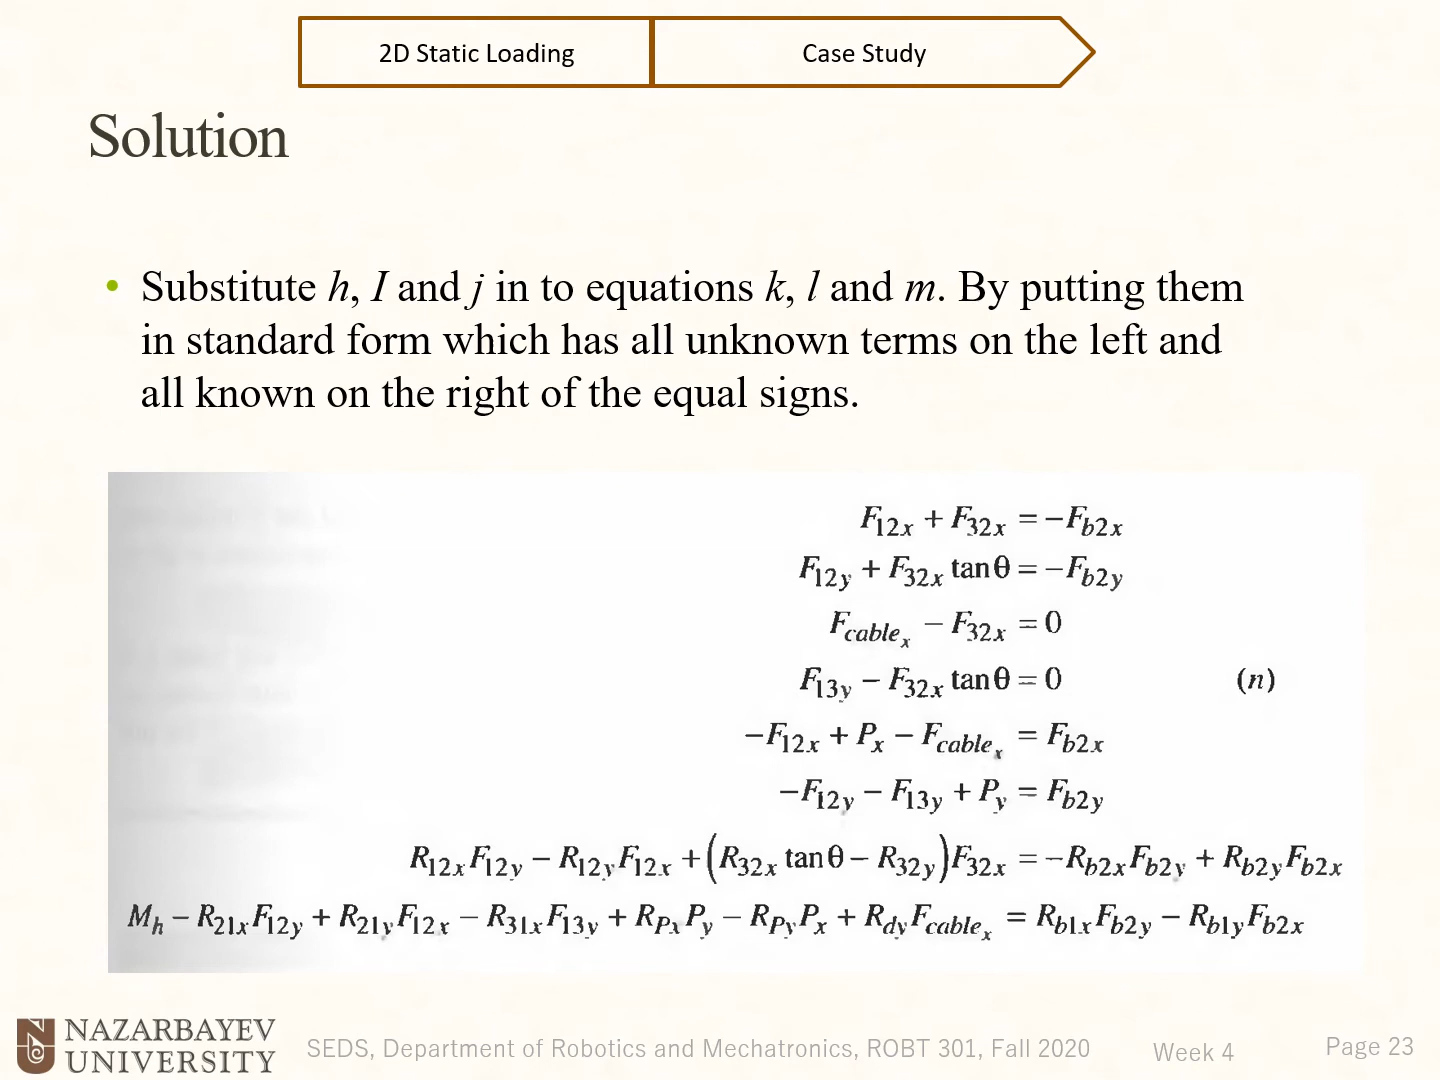 2D Static Loading
Case Study
Solution
• Substitute h, I and j in to equations k, l and m. By putting them
in standard form which has all unknown terms on the left and
all known on the right of the equal signs.
F12x + F32x = −Fb2x
F12y + F32x tanθ = −Fb2y
Fcablex − F32x = 0
F13y − F32x tanθ = 0 (n)
−F12x + Px − Fcablex = Fb2x
−F12y − F13y + Py = Fb2y
R12xF12y − R12yF12x + (R32x tanθ − R32y)F32x = −Rb2xFb2y + Rb2yFb2x
Mh − R21xF12y + R21yF12x − R31xF13y + RPxPy − RPyPx + RdyFcablex = Rb1xFb2y − Rb1yFb2x
NAZARBAYEV
UNIVERSITY
SEDS, Department of Robotics and Mechatronics, ROBT 301, Fall 2020
Week 4
Page 23